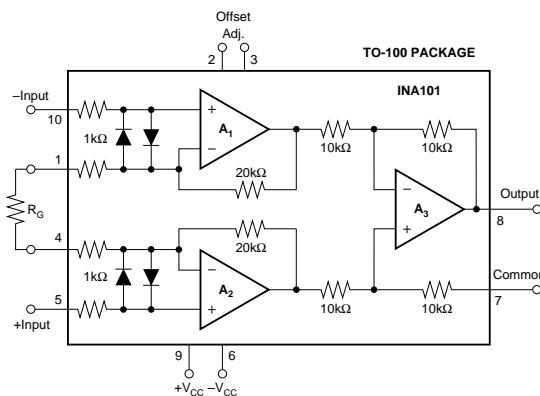 Offset
Adj.
2 3
TO-100 PACKAGE
INA101
–Input
10
1kΩ
A1
10kΩ
10kΩ
1
20kΩ
RG
A3
Output
8
4
20kΩ
1kΩ
A2
Common
7
5
+Input
10kΩ
10kΩ
9 6
+VCC –VCC
+
–
–
+
–
+